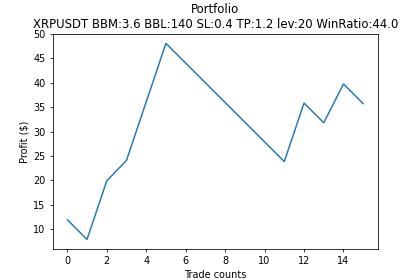 Portfolio
XRPUSDT BBM:3.6 BBL:140 SL:0.4 TP:1.2 lev:20 WinRatio:44.0
50
45
40
35
30
25
20
15
10
Profit ($)
0 2 4 6 8 10 12 14
Trade counts